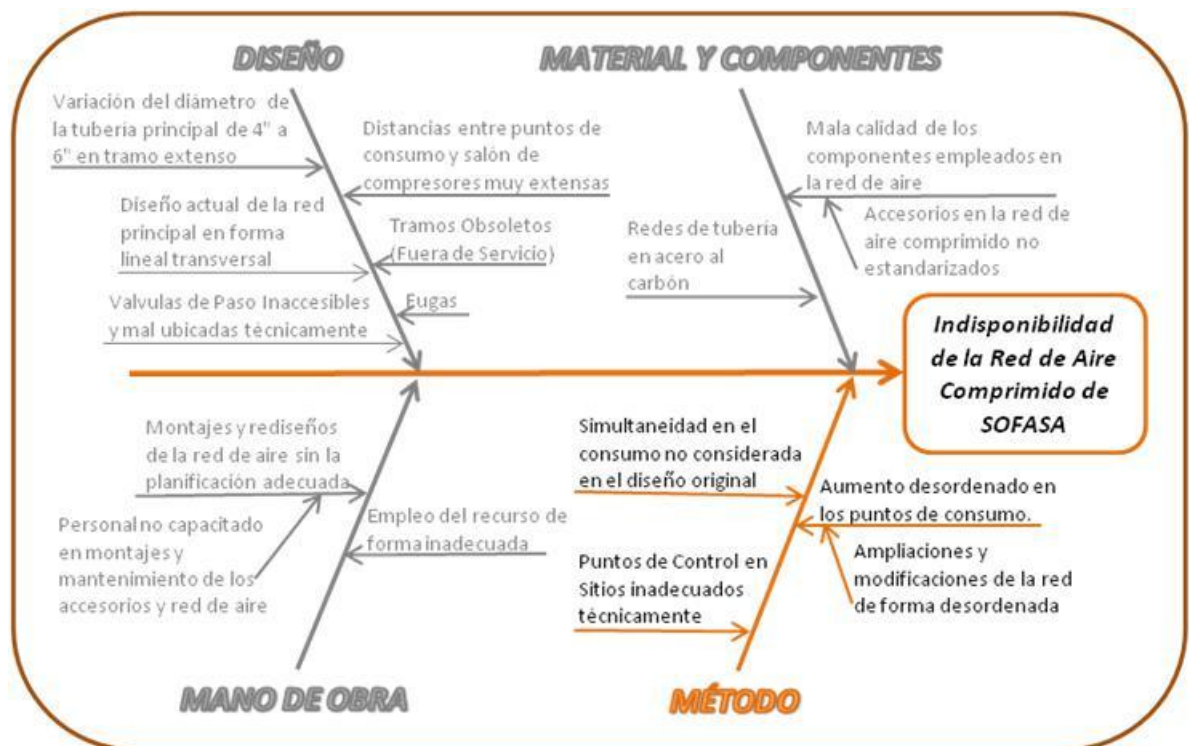 DISEÑO
MATERIAL Y COMPONENTES
Variación del diámetro de
la tubería principal de 4" a
6" en tramo extenso
Distancias entre puntos de
consumo y salón de
compresores muy extensas
Diseño actual de la red
principal en forma
lineal transversal
Tramos Obsoletos
(Fuera de Servicio)
Valvulas de Paso Inaccesibles
y mal ubicadas técnicamente
Fugas
Mala calidad de los
componentes empleados en
la red de aire
Accesorios en la red de
aire comprimido no
estandarizados
Redes de tubería
en acero al
carbón
Indisponibilidad
de la Red de Aire
Comprimido de
SOFASA
Montajes y rediseños
de la red de aire sin la
planificación adecuada
Personal no capacitado
en montajes y
mantenimiento de los
accesorios y red de aire
Empleo del recurso de
forma inadecuada
Simultaneidad en el
consumo no considerada
en el diseño original
Aumento desordenado en
los puntos de consumo.
Ampliaciones y
modificaciones de la red
de forma desordenada
Puntos de Control en
Sitios inadecuados
técnicamente
MANO DE OBRA
MÉTODO